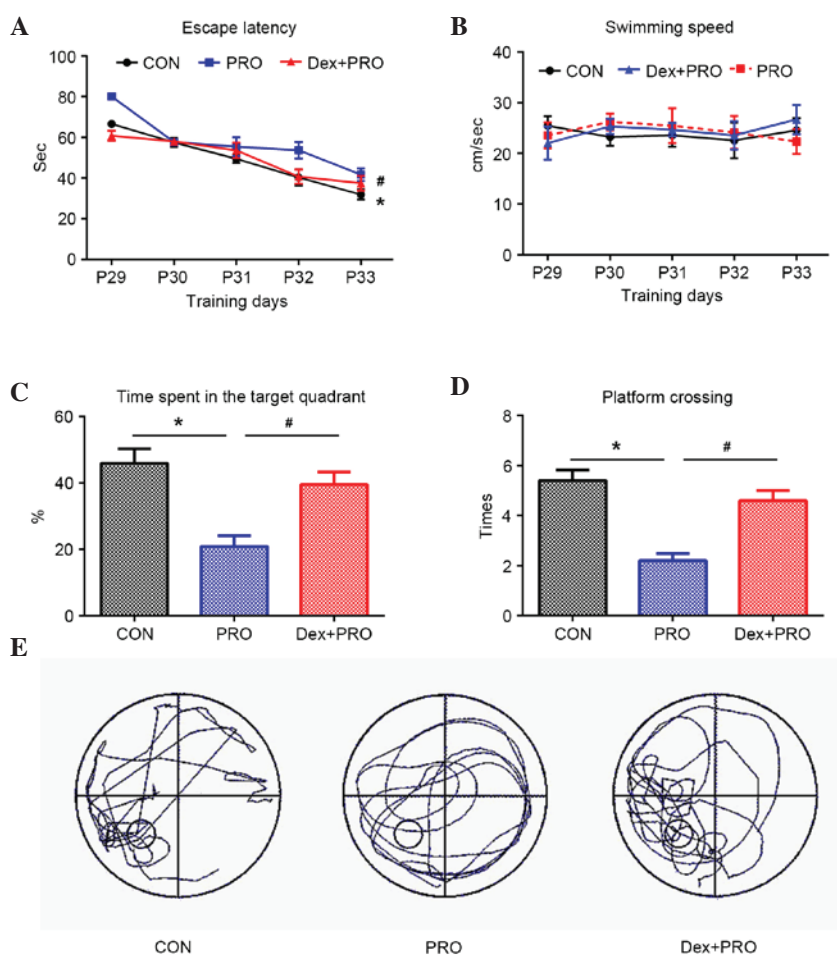 A
Escape latency
CON PRO Dex+PRO
100
80
60
40
20
0
Sec
#
*
P29 P30 P31 P32 P33
Training days
B
Swimming speed
CON Dex+PRO PRO
40
30
20
10
0
cm/sec
P29 P30 P31 P32 P33
Training days
C
Time spent in the target quadrant
60
40
20
0
%
* #
CON PRO Dex+PRO
D
Platform crossing
8
6
4
2
0
Times
* #
CON PRO Dex+PRO
E
CON PRO Dex+PRO